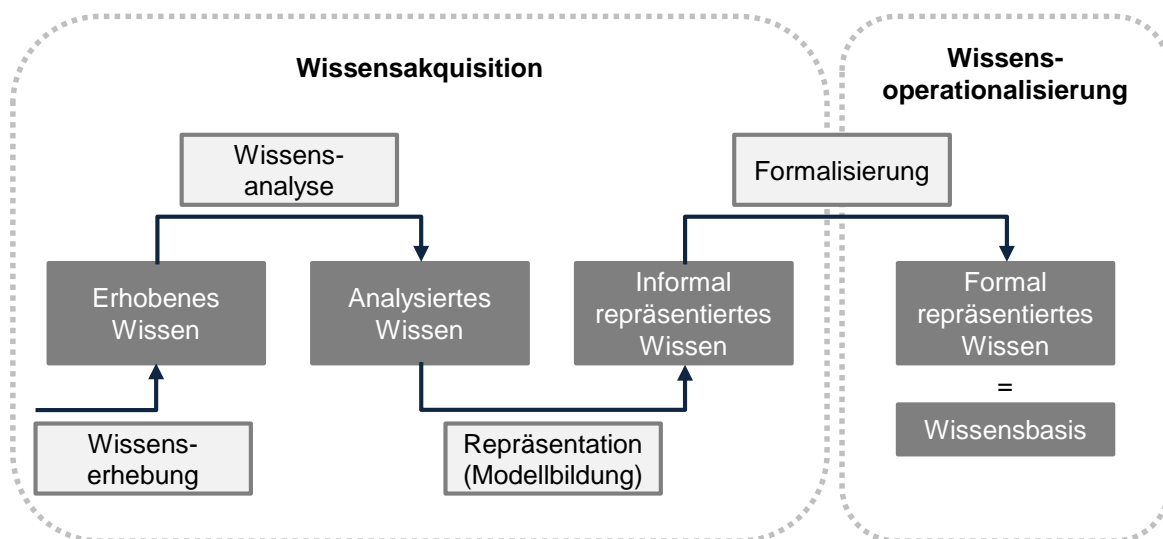 Wissensakquisition
Wissens-
operationalisierung
Wissens-
analyse
Formalisierung
Erhobenes
Wissen
Analysiertes
Wissen
Informal
repräsentiertes
Wissen
Formal
repräsentiertes
Wissen
=
Wissensbasis
Wissens-
erhebung
Repräsentation
(Modellbildung)